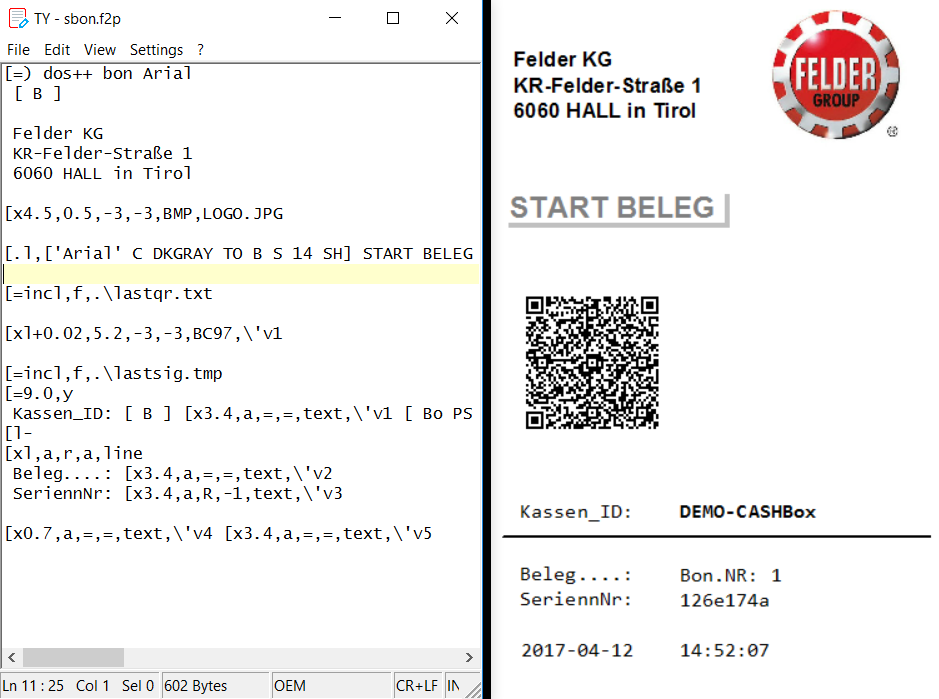 TY - sbon.f2p
File Edit View Settings ?
[=) dos++ bon Arial
[ B ]
Felder KG
KR-Felder-Straße 1
6060 HALL in Tirol
[x4.5,0.5,-3,-3,BMP,LOGO.JPG
[.l,['Arial' C DKGRAY TO B S 14 SH] START BELEG
[=incl,f,.\lastqr.txt
[xl+0.02,5.2,-3,-3,BC97,\'v1
[=incl,f,.\lastsig.tmp
[=9.0,y
Kassen_ID: [ B ] [x3.4,a,=,=,text,\'v1 [ Bo PS
[l-
[xl,a,r,a,line
Beleg....: [x3.4,a,=,=,text,\'v2
SeriennNr: [x3.4,a,R,-1,text,\'v3
[x0.7,a,=,=,text,\'v4 [x3.4,a,=,=,text,\'v5
Ln 11 : 25 Col 1 Sel 0 602 Bytes OEM CR+LF IN
Felder KG
KR-Felder-Straße 1
6060 HALL in Tirol
FELDER
GROUP
®
START BELEG
Kassen_ID: DEMO-CASHBox
Beleg....: Bon.NR: 1
SeriennNr: 126e174a
2017-04-12 14:52:07